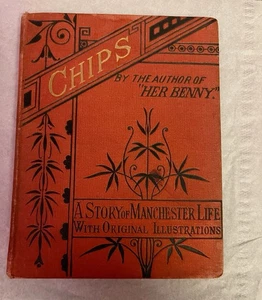 CHIPS
BY THE AUTHOR OF
"HER BENNY."
A STORY OF MANCHESTER LIFE
WITH ORIGINAL ILLUSTRATIONS